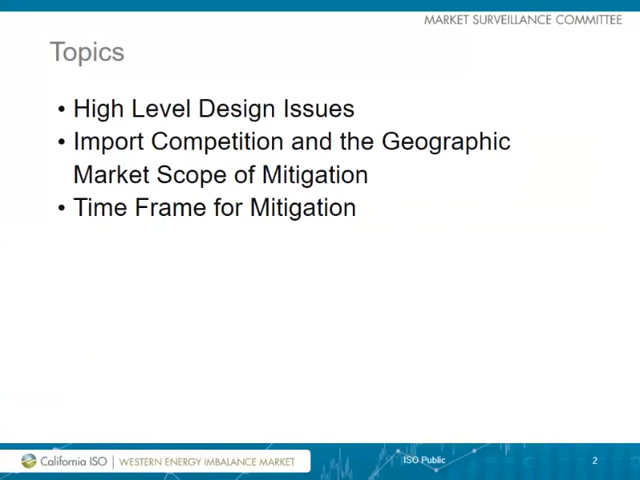 MARKET SURVEILLANCE COMMITTEE
Topics
• High Level Design Issues
• Import Competition and the Geographic
Market Scope of Mitigation
• Time Frame for Mitigation
California ISO | WESTERN ENERGY IMBALANCE MARKET
ISO Public
2